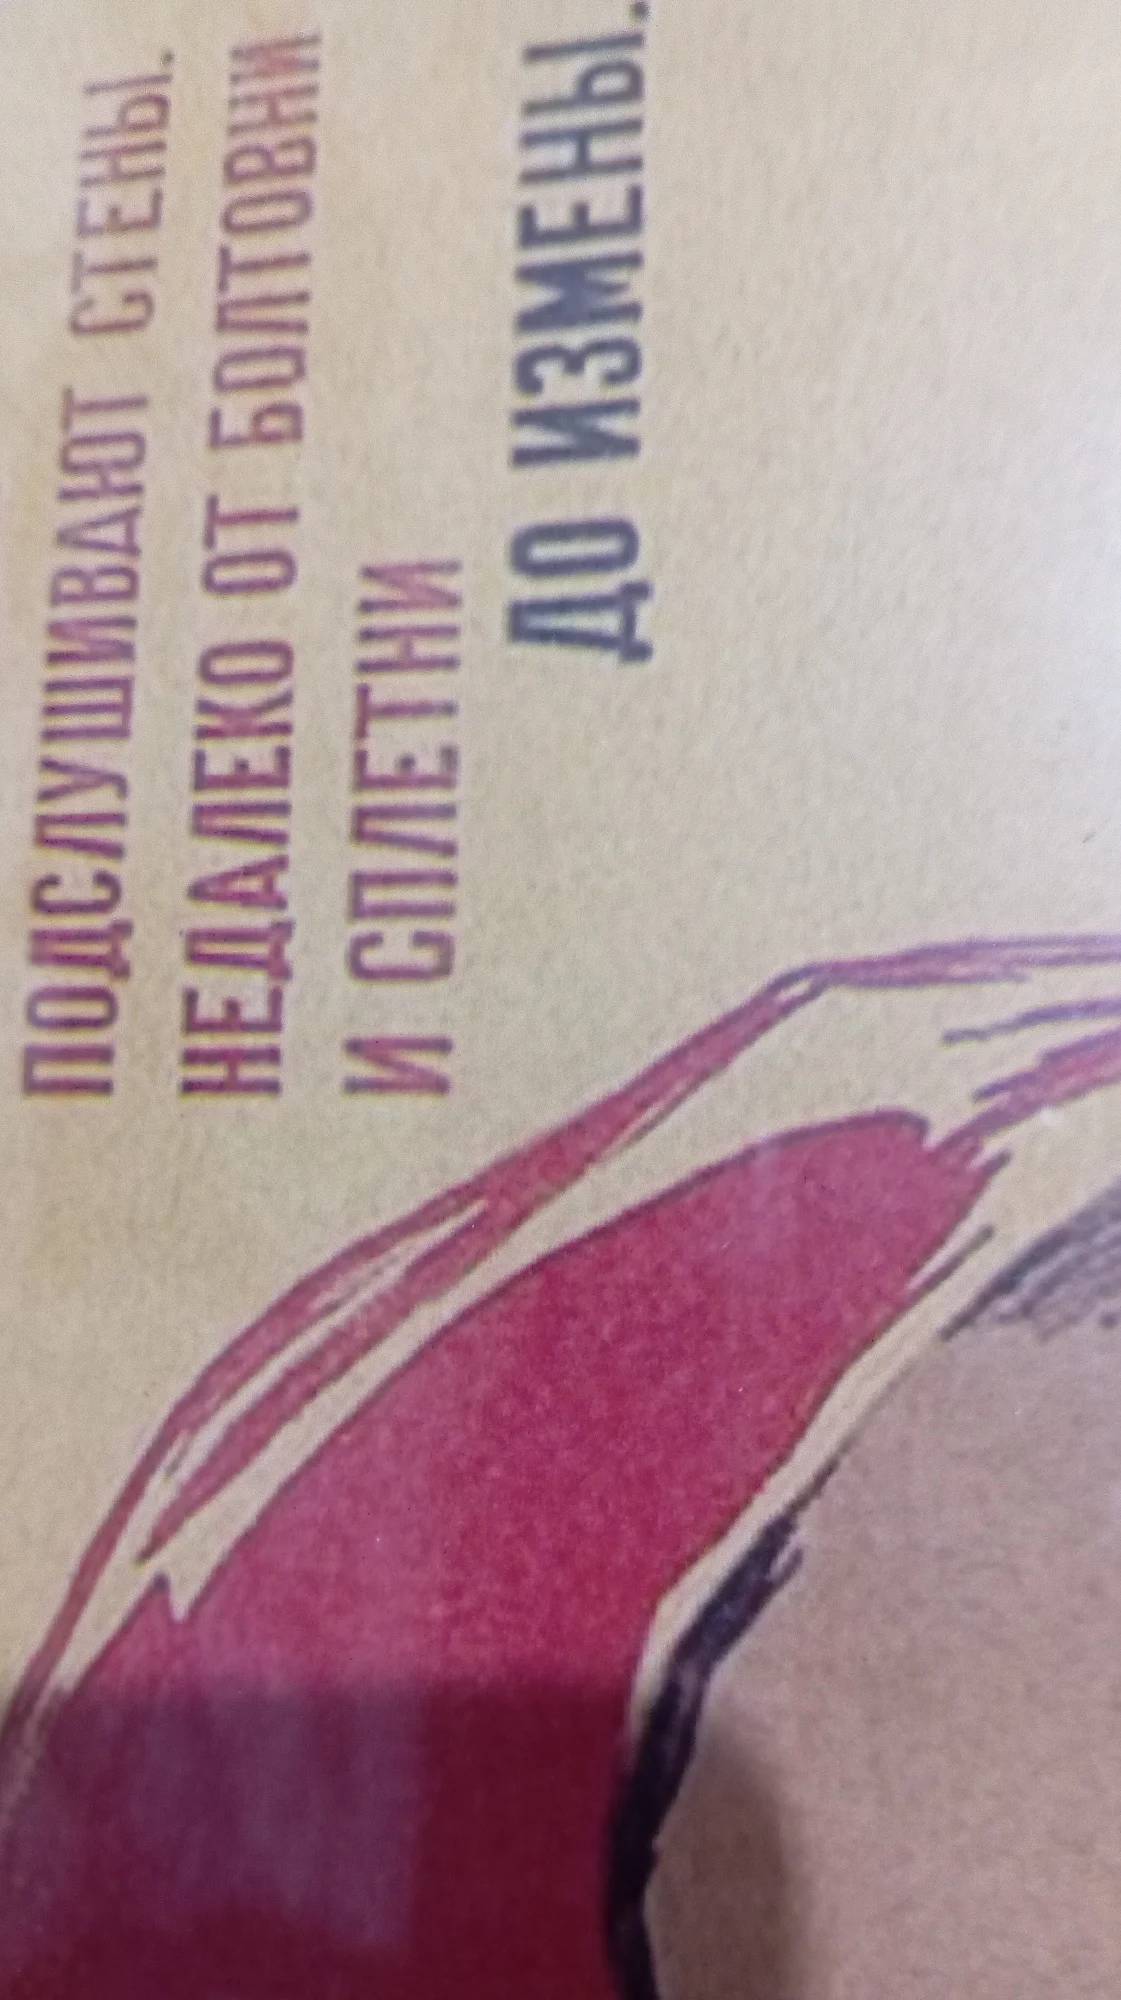 ПОДСЛУШИВАЮТ СТЕНЫ.
НЕДАЛЕКО ОТ БОЛТОВНИ
И СПЛЕТНИ
ДО ИЗМЕНЫ.